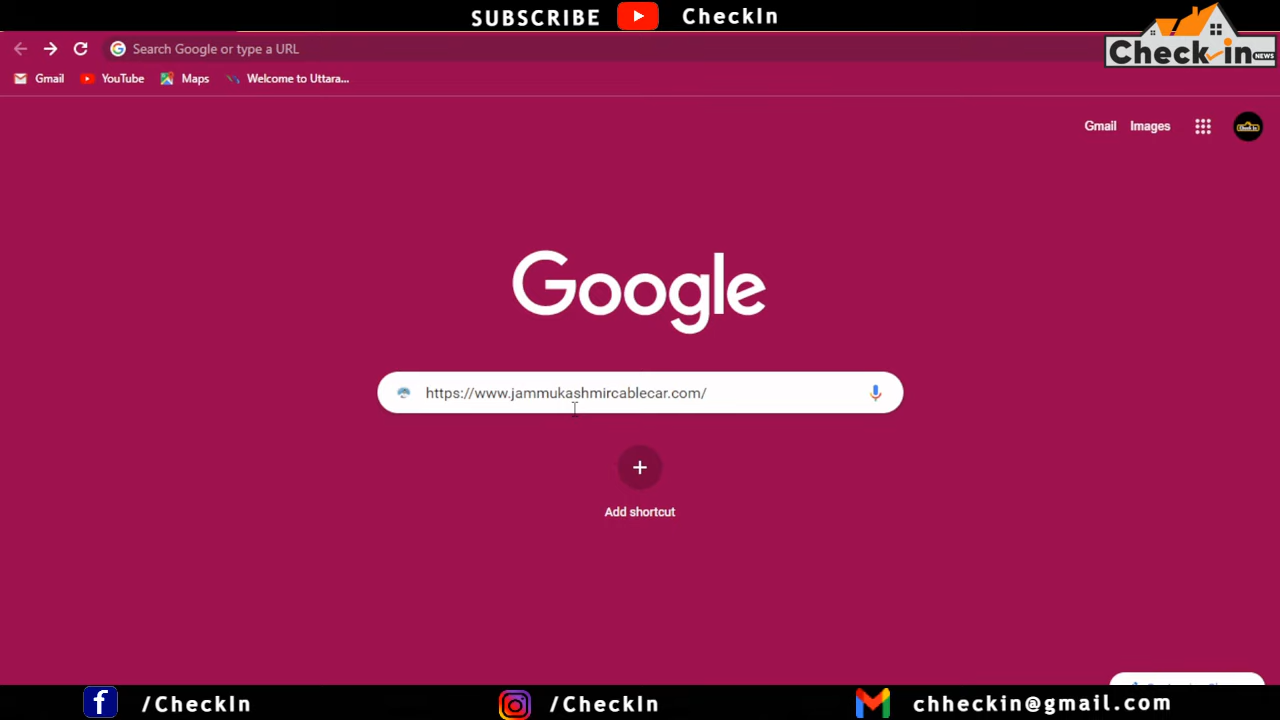 SUBSCRIBE CheckIn
Check in NEWS
Search Google or type a URL
Gmail YouTube Maps Welcome to Uttara...
Gmail Images
Google
https://www.jammukashmircablecar.com/
Add shortcut
/CheckIn /CheckIn chheckin@gmail.com